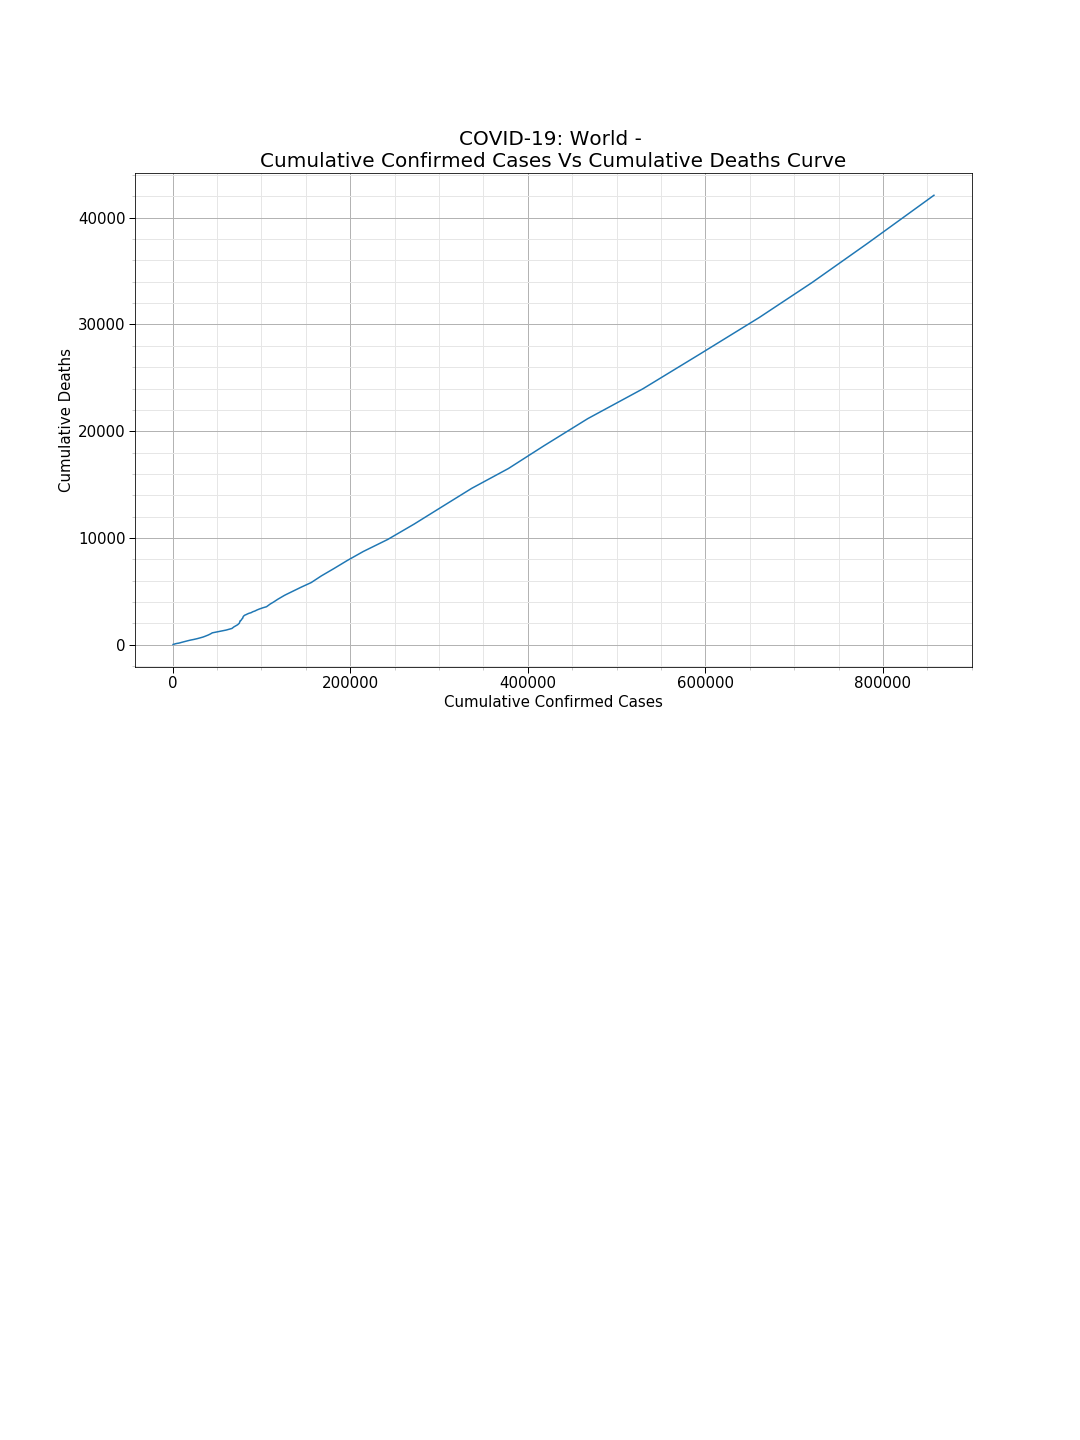 COVID-19: World -
Cumulative Confirmed Cases Vs Cumulative Deaths Curve
40000
30000
20000
10000
0
Cumulative Deaths
0 200000 400000 600000 800000
Cumulative Confirmed Cases